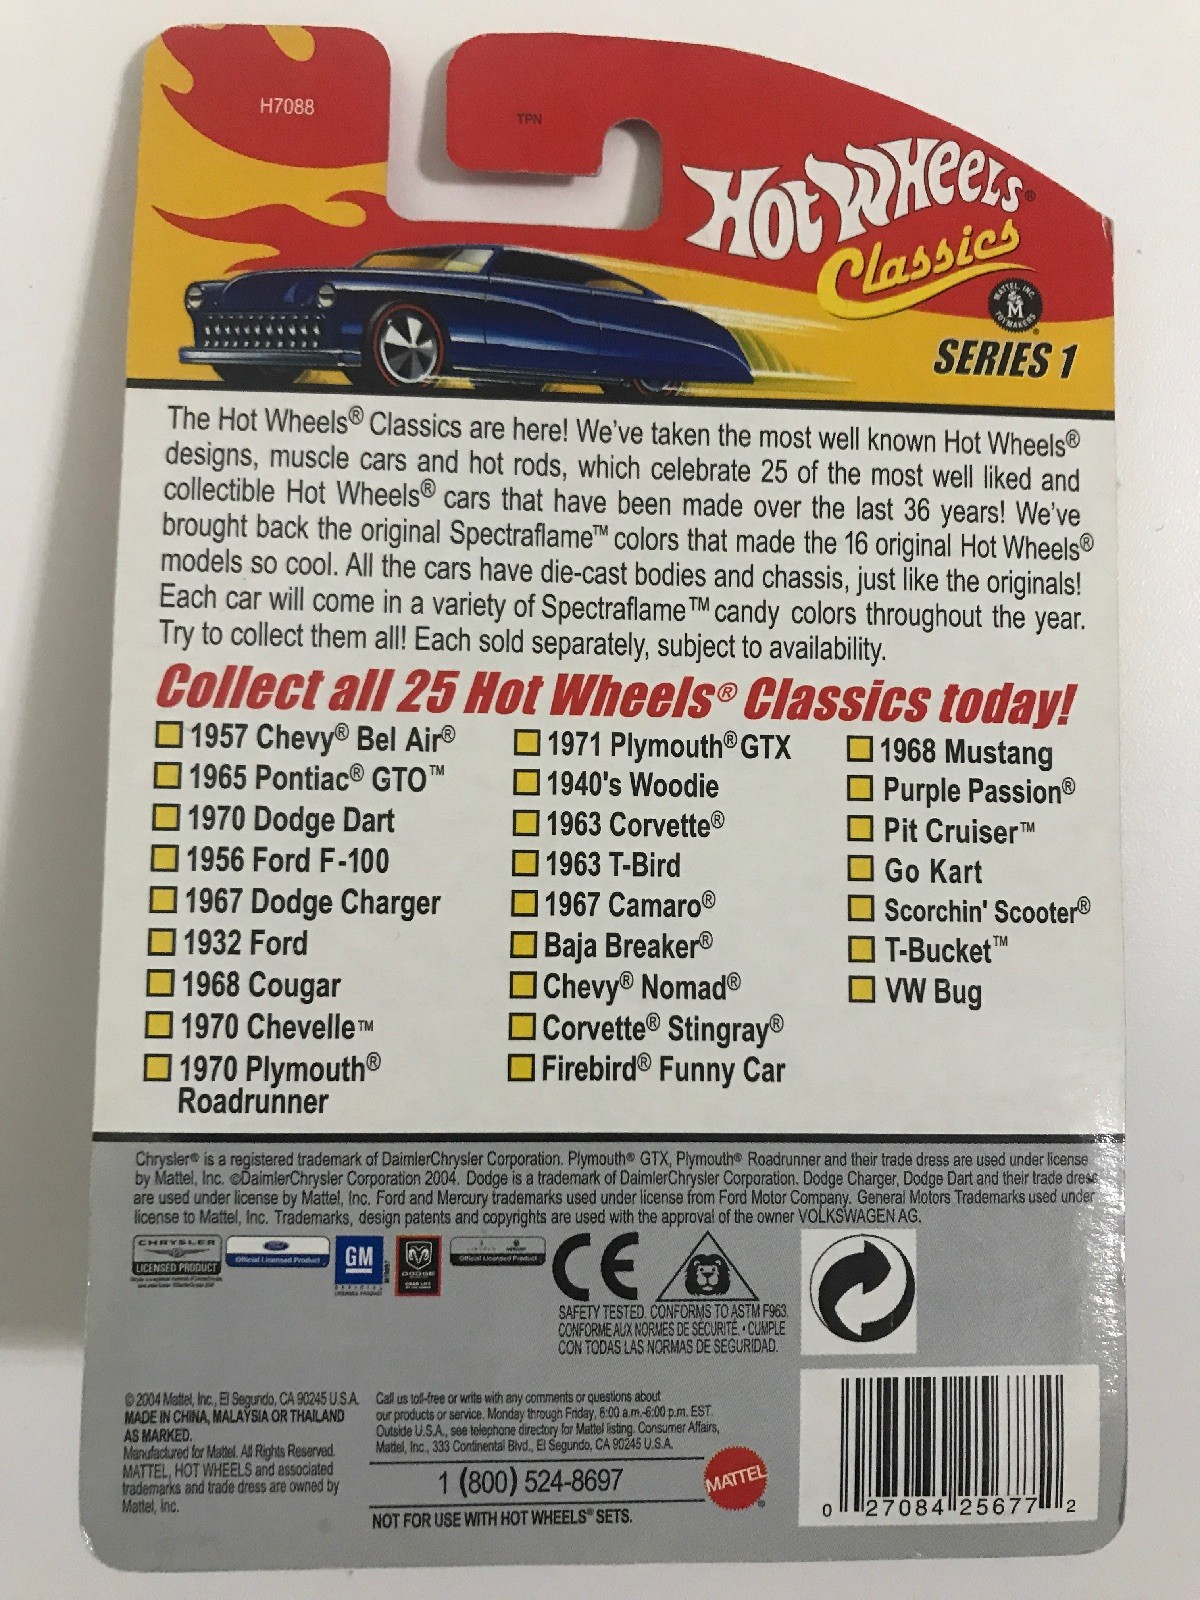 H7088
TPN
Hot Wheels®
Classics
MATTEL, INC.
M
TOYMAKERS ®
SERIES 1
The Hot Wheels® Classics are here! We've taken the most well known Hot Wheels®
designs, muscle cars and hot rods, which celebrate 25 of the most well liked and
collectible Hot Wheels® cars that have been made over the last 36 years! We've
brought back the original Spectraflame™ colors that made the 16 original Hot Wheels®
models so cool. All the cars have die-cast bodies and chassis, just like the originals!
Each car will come in a variety of Spectraflame™ candy colors throughout the year.
Try to collect them all! Each sold separately, subject to availability.
Collect all 25 Hot Wheels® Classics today!
1957 Chevy® Bel Air®
1965 Pontiac® GTO™
1970 Dodge Dart
1956 Ford F-100
1967 Dodge Charger
1932 Ford
1968 Cougar
1970 Chevelle™
1970 Plymouth®
Roadrunner
1971 Plymouth® GTX
1940's Woodie
1963 Corvette®
1963 T-Bird
1967 Camaro®
Baja Breaker®
Chevy® Nomad®
Corvette® Stingray®
Firebird® Funny Car
1968 Mustang
Purple Passion®
Pit Cruiser™
Go Kart
Scorchin' Scooter®
T-Bucket™
VW Bug
Chrysler® is a registered trademark of DaimlerChrysler Corporation. Plymouth® GTX, Plymouth® Roadrunner and their trade dress are used under license
by Mattel, Inc. ©DaimlerChrysler Corporation 2004. Dodge is a trademark of DaimlerChrysler Corporation. Dodge Charger, Dodge Dart and their trade dress
are used under license by Mattel, Inc. Ford and Mercury trademarks used under license from Ford Motor Company. General Motors Trademarks used under
license to Mattel, Inc. Trademarks, design patents and copyrights are used with the approval of the owner VOLKSWAGEN AG.
CHRYSLER
LICENSED PRODUCT
Ford
Official Licensed Product
GM
OFFICIAL
LICENSED PRODUCT
DODGE
Official Licensed Product
CE
SAFETY TESTED. CONFORMS TO ASTM F963.
CONFORME AUX NORMES DE SÉCURITÉ. • CUMPLE
CON TODAS LAS NORMAS DE SEGURIDAD.
© 2004 Mattel, Inc., El Segundo, CA 90245 U.S.A.
MADE IN CHINA, MALAYSIA OR THAILAND
AS MARKED.
Manufactured for Mattel. All Rights Reserved.
MATTEL, HOT WHEELS and associated
trademarks and trade dress are owned by
Mattel, Inc.
Call us toll-free or write with any comments or questions about
our products or service. Monday through Friday, 8:00 a.m.-6:00 p.m. EST.
Outside U.S.A., see telephone directory for Mattel listing. Consumer Affairs,
Mattel, Inc., 333 Continental Blvd., El Segundo, CA 90245 U.S.A.
1 (800) 524-8697
NOT FOR USE WITH HOT WHEELS® SETS.
MATTEL®
0 27084 25677 2